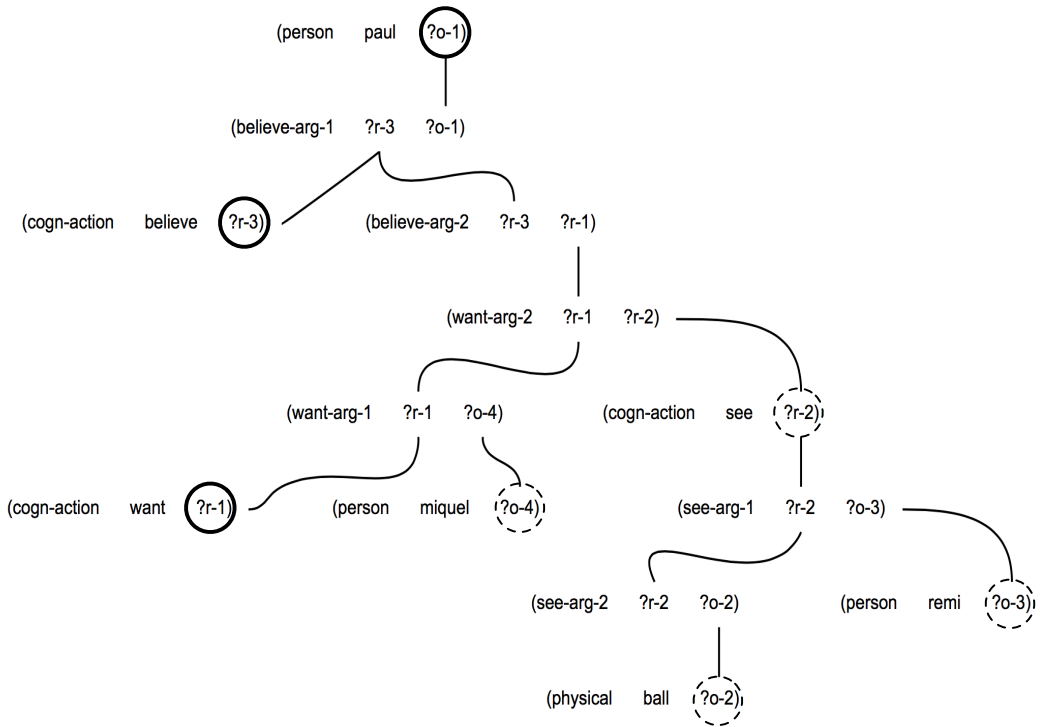 (person paul ?o-1)
(believe-arg-1 ?r-3 ?o-1)
(cogn-action believe ?r-3) (believe-arg-2 ?r-3 ?r-1)
(want-arg-2 ?r-1 ?r-2)
(want-arg-1 ?r-1 ?o-4) (cogn-action see ?r-2)
(cogn-action want ?r-1) (person miquel ?o-4) (see-arg-1 ?r-2 ?o-3)
(see-arg-2 ?r-2 ?o-2) (person remi ?o-3)
(physical ball ?o-2)